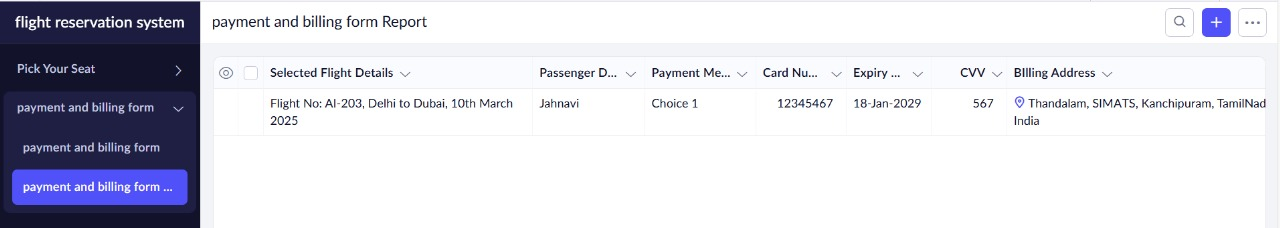 flight reservation system
payment and billing form Report
Pick Your Seat
payment and billing form
payment and billing form
payment and billing form ...
Selected Flight Details Passenger D... Payment Me... Card Nu... Expiry ... CVV BIlling Address
Flight No: AI-203, Delhi to Dubai, 10th March Jahnavi Choice 1 12345467 18-Jan-2029 567 Thandalam, SIMATS, Kanchipuram, TamilNad
2025 India